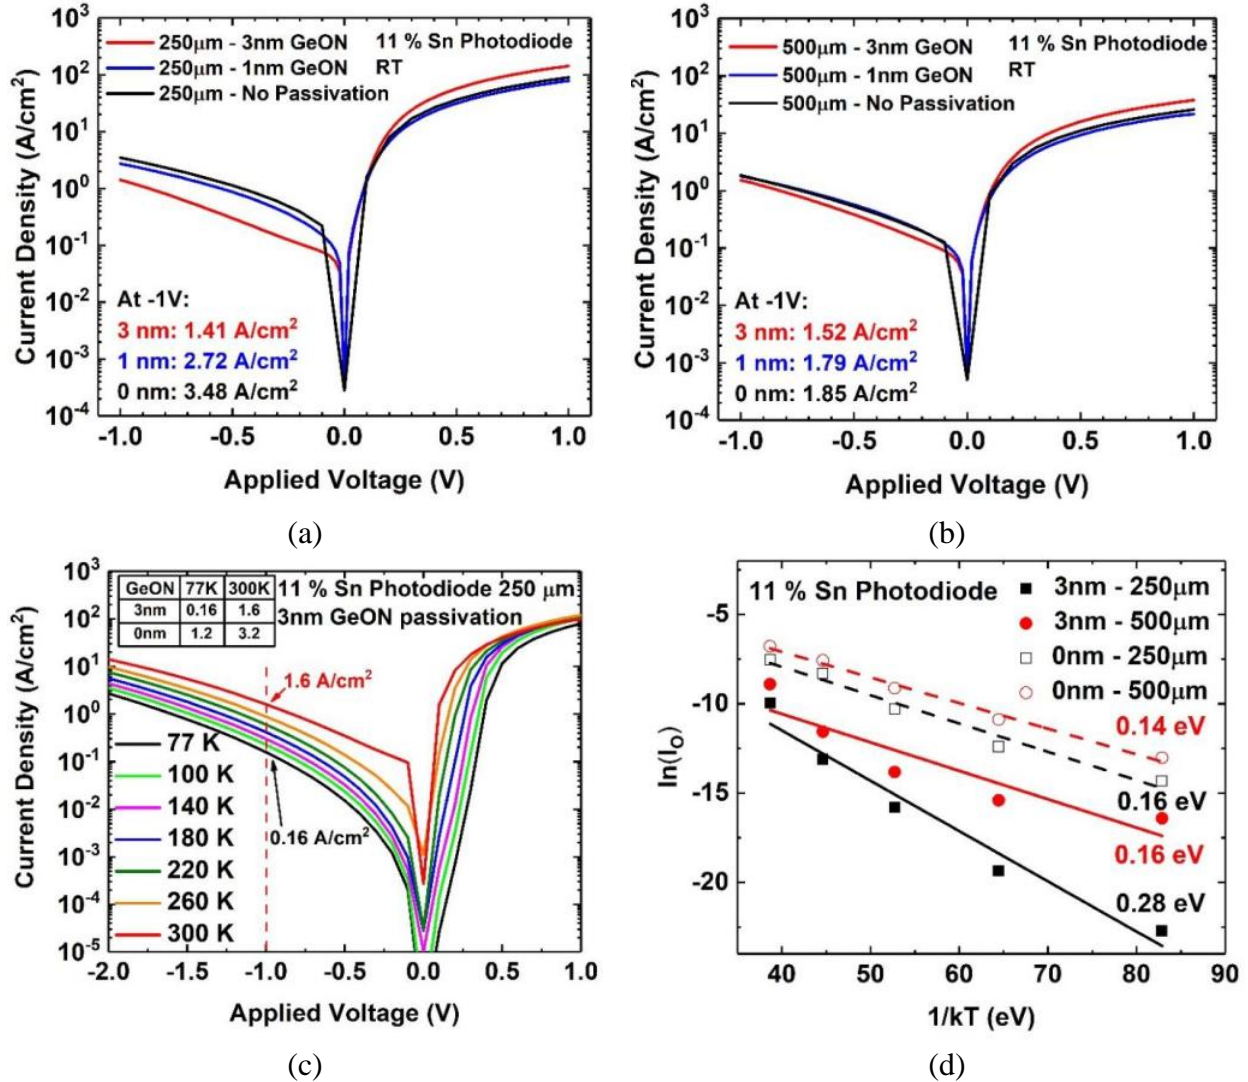 10³
10²
10¹
10⁰
10⁻¹
10⁻²
10⁻³
10⁻⁴
Current Density (A/cm²)
250μm - 3nm GeON
250μm - 1nm GeON
250μm - No Passivation
11 % Sn Photodiode
RT
At -1V:
3 nm: 1.41 A/cm²
1 nm: 2.72 A/cm²
0 nm: 3.48 A/cm²
-1.0 -0.5 0.0 0.5 1.0
Applied Voltage (V)
(a)
10³
10²
10¹
10⁰
10⁻¹
10⁻²
10⁻³
10⁻⁴
Current Density (A/cm²)
500μm - 3nm GeON
500μm - 1nm GeON
500μm - No Passivation
11 % Sn Photodiode
RT
At -1V:
3 nm: 1.52 A/cm²
1 nm: 1.79 A/cm²
0 nm: 1.85 A/cm²
-1.0 -0.5 0.0 0.5 1.0
Applied Voltage (V)
(b)
10³
10²
10¹
10⁰
10⁻¹
10⁻²
10⁻³
10⁻⁴
10⁻⁵
Current Density (A/cm²)
GeON 77K 300K
3nm 0.16 1.6
0nm 1.2 3.2
11 % Sn Photodiode 250 μm
3nm GeON passivation
1.6 A/cm²
0.16 A/cm²
77 K
100 K
140 K
180 K
220 K
260 K
300 K
-2.0 -1.5 -1.0 -0.5 0.0 0.5 1.0
Applied Voltage (V)
(c)
-5
-10
-15
-20
ln(I_O)
11 % Sn Photodiode
3nm - 250μm
3nm - 500μm
0nm - 250μm
0nm - 500μm
0.14 eV
0.16 eV
0.16 eV
0.28 eV
40 50 60 70 80 90
1/kT (eV)
(d)